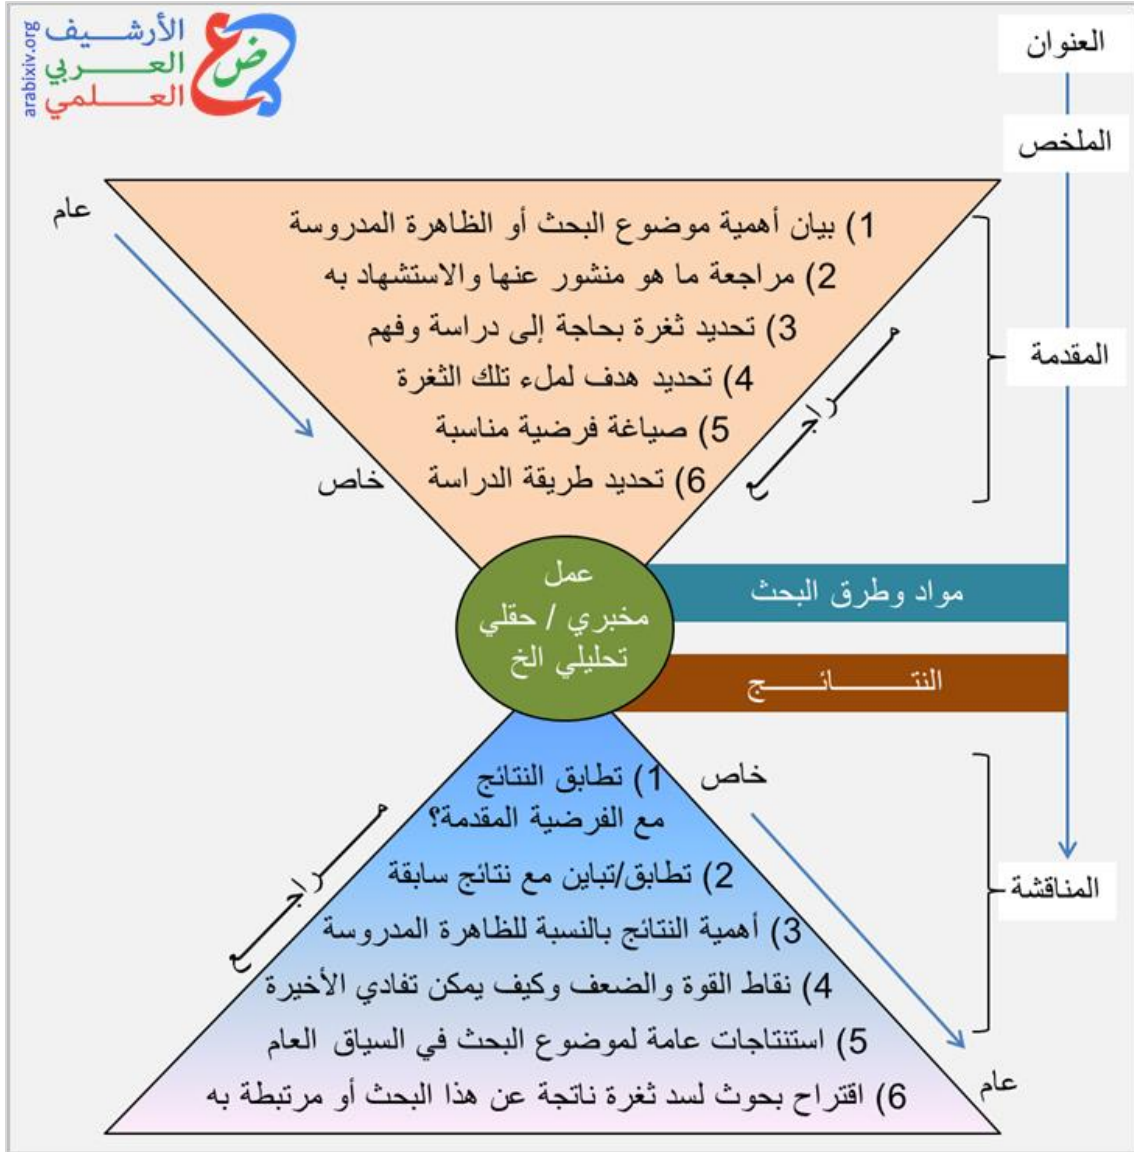 الأرشيف
العربي
العلمي
arabixiv.org
ض
العنوان
الملخص
عام
1) بيان أهمية موضوع البحث أو الظاهرة المدروسة
2) مراجعة ما هو منشور عنها والاستشهاد به
3) تحديد ثغرة بحاجة إلى دراسة وفهم
4) تحديد هدف لملء تلك الثغرة
5) صياغة فرضية مناسبة
6) تحديد طريقة الدراسة
مراجع
المقدمة
خاص
عمل
مخبري / حقلي
تحليلي الخ
مواد وطرق البحث
النتائج
خاص
1) تطابق النتائج
مع الفرضية المقدمة؟
2) تطابق/تباين مع نتائج سابقة
3) أهمية النتائج بالنسبة للظاهرة المدروسة
4) نقاط القوة والضعف وكيف يمكن تفادي الأخيرة
5) استنتاجات عامة لموضوع البحث في السياق العام
6) اقتراح بحوث لسد ثغرة ناتجة عن هذا البحث أو مرتبطة به
مراجع
المناقشة
عام